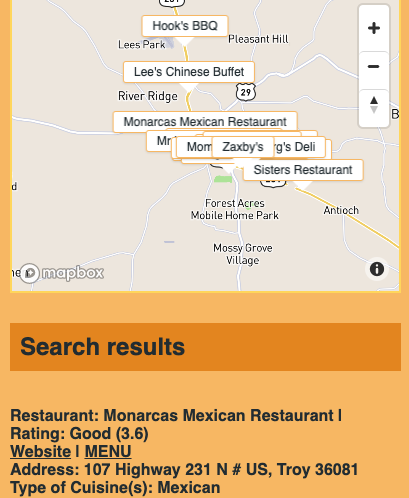 231
Hook's BBQ
Lees Park
Pleasant Hill
Lee's Chinese Buffet
River Ridge
29
Monarcas Mexican Restaurant
Mom
Zaxby's
rg's Deli
Sisters Restaurant
Forest Acres
Mobile Home Park
Antioch
Mossy Grove
Village
mapbox
Search results
Restaurant: Monarcas Mexican Restaurant |
Rating: Good (3.6)
Website | MENU
Address: 107 Highway 231 N # US, Troy 36081
Type of Cuisine(s): Mexican